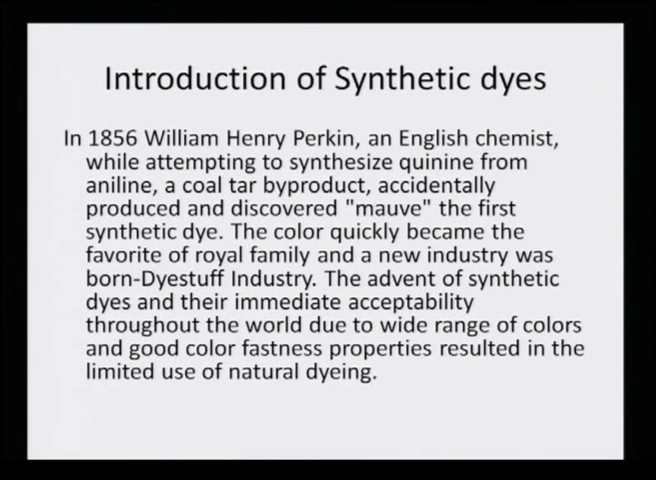 Introduction of Synthetic dyes
In 1856 William Henry Perkin, an English chemist,
while attempting to synthesize quinine from
aniline, a coal tar byproduct, accidentally
produced and discovered "mauve" the first
synthetic dye. The color quickly became the
favorite of royal family and a new industry was
born-Dyestuff Industry. The advent of synthetic
dyes and their immediate acceptability
throughout the world due to wide range of colors
and good color fastness properties resulted in the
limited use of natural dyeing.